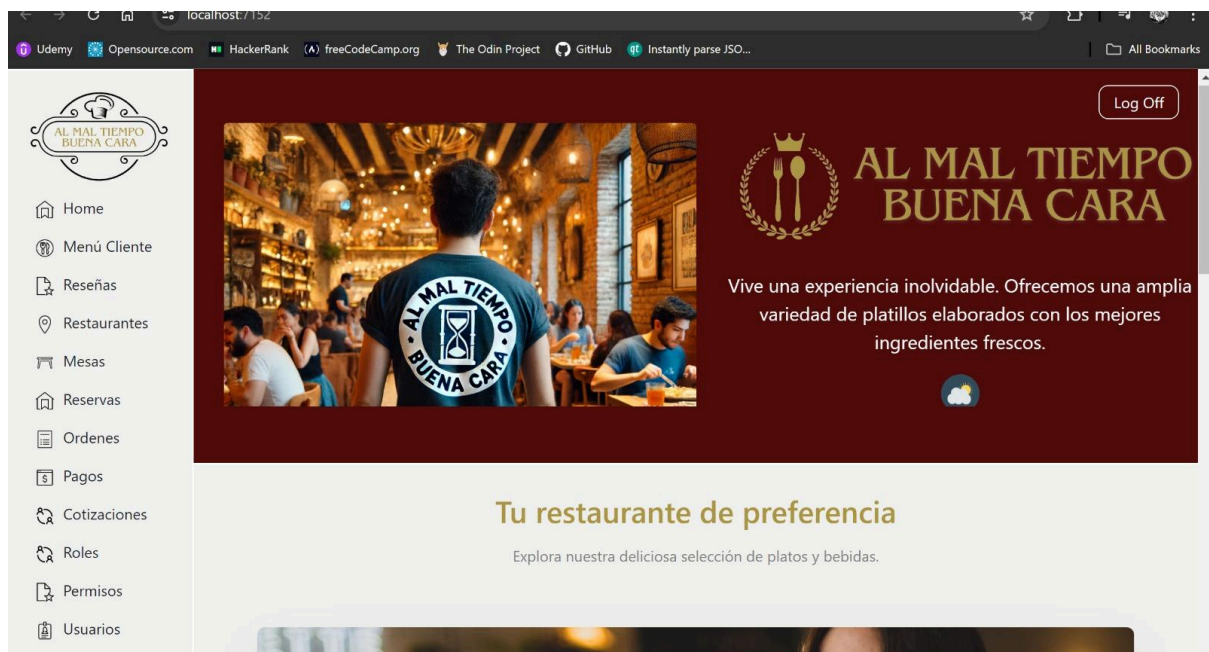 localhost:7152
Udemy
Opensource.com
HackerRank
freeCodeCamp.org
The Odin Project
GitHub
Instantly parse JSO...
All Bookmarks
AL MAL TIEMPO
BUENA CARA
Home
Menú Cliente
Reseñas
Restaurantes
Mesas
Reservas
Ordenes
Pagos
Cotizaciones
Roles
Permisos
Usuarios
Log Off
AL MAL TIEMPO
BUENA CARA
AL MAL TIEMPO
BUENA CARA
Vive una experiencia inolvidable. Ofrecemos una amplia
variedad de platillos elaborados con los mejores
ingredientes frescos.
Tu restaurante de preferencia
Explora nuestra deliciosa selección de platos y bebidas.